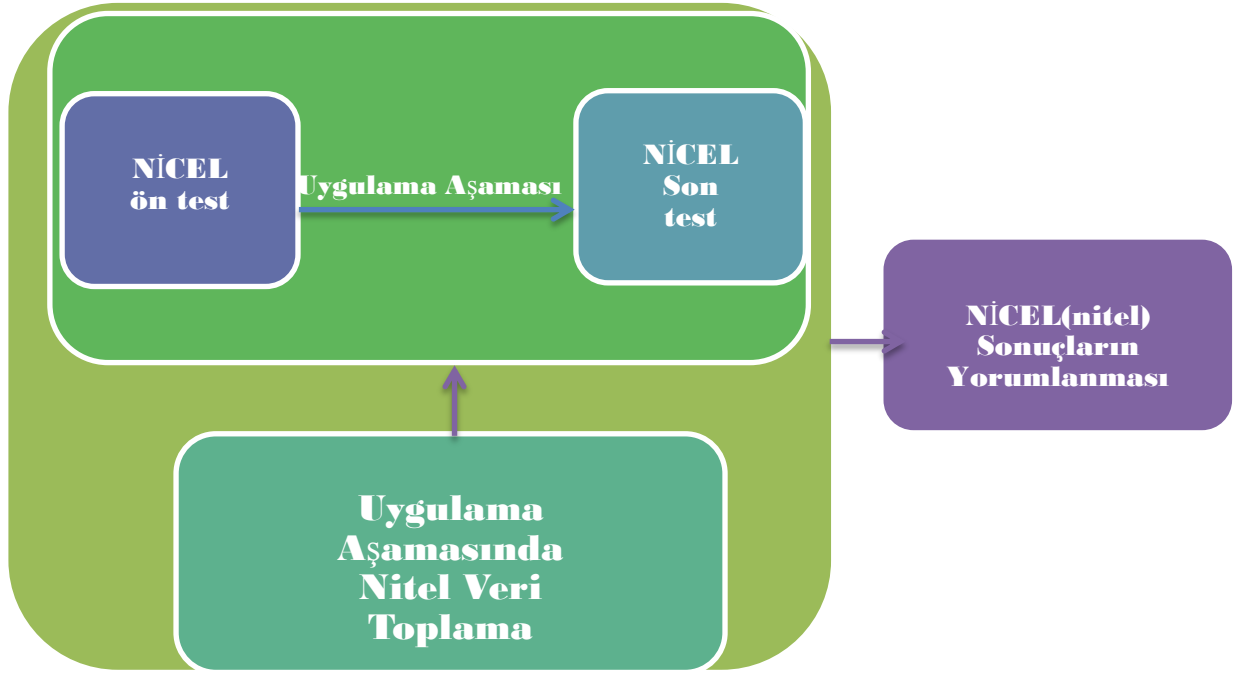 NİCEL
ön test
Uygulama Aşaması
NİCEL
Son
test
NİCEL(nitel)
Sonuçların
Yorumlanması
Uygulama
Aşamasında
Nitel Veri
Toplama